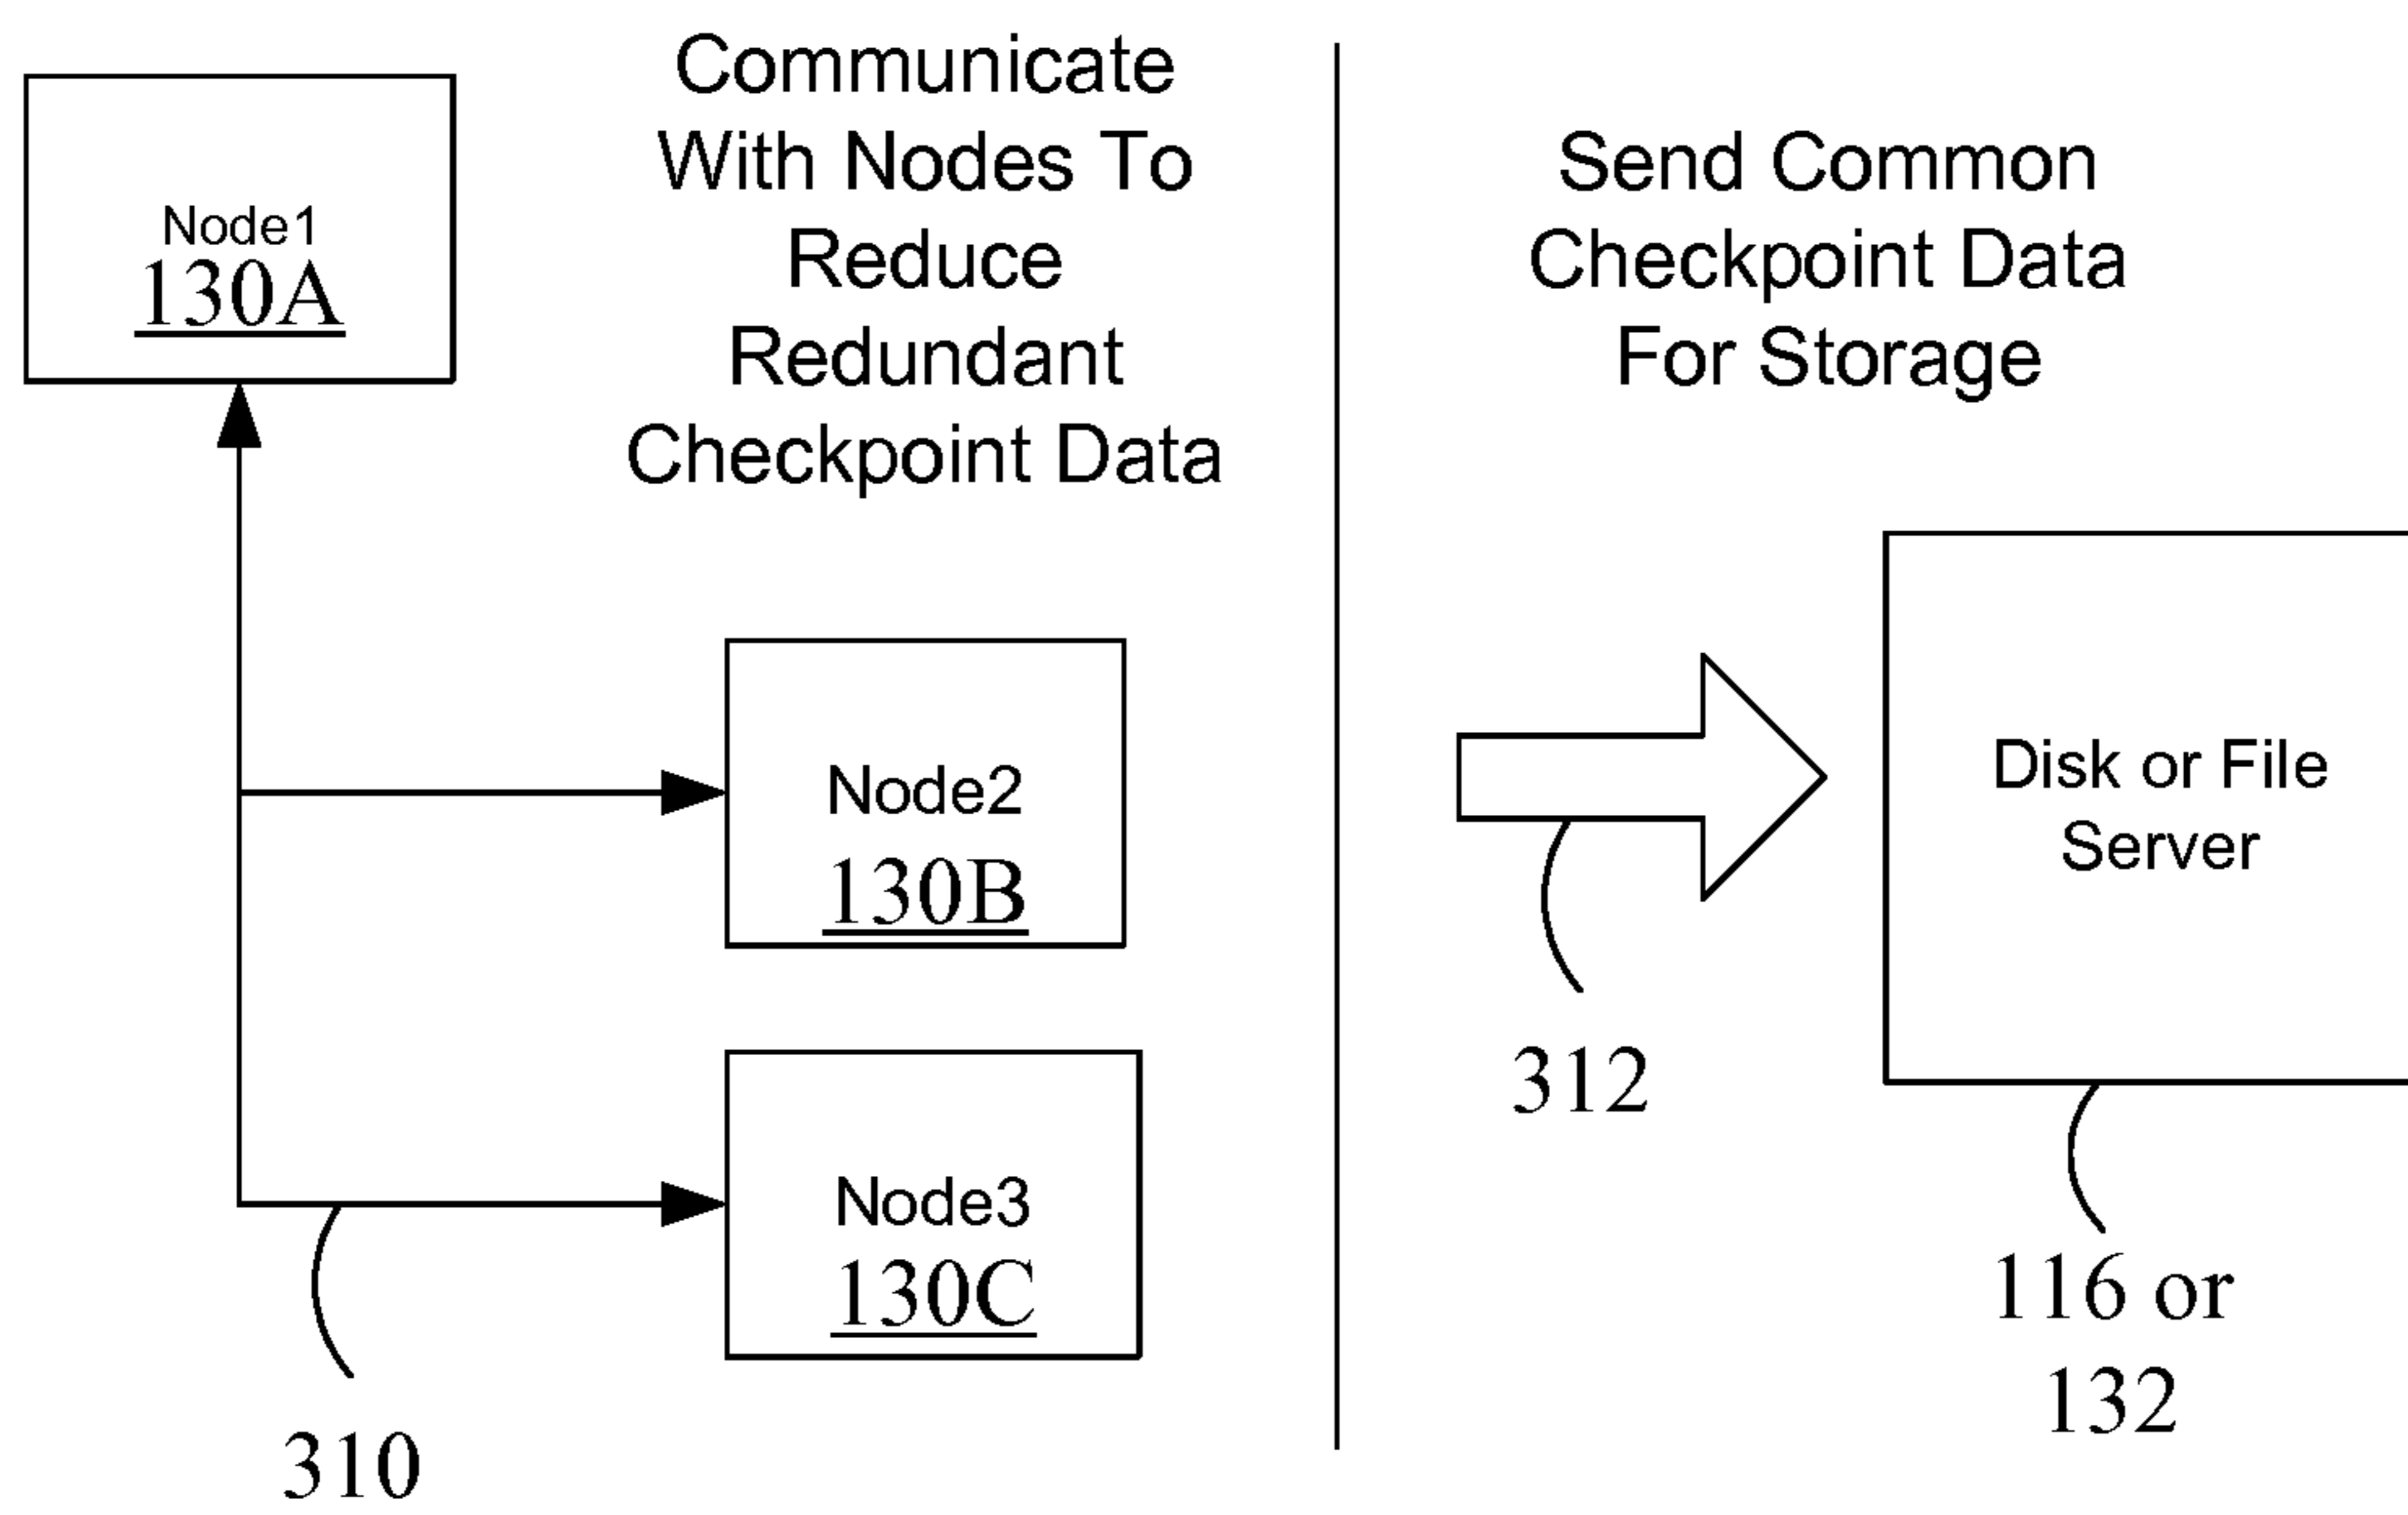 Communicate
With Nodes To
Reduce
Redundant
Checkpoint Data
Node1
130A
Node2
130B
Node3
130C
310
Send Common
Checkpoint Data
For Storage
Disk or File
Server
312
116 or
132